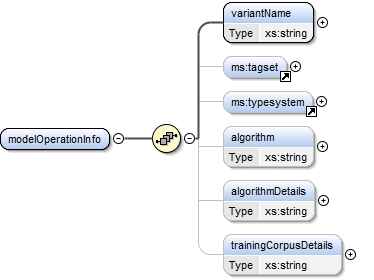 variantName
Type xs:string
ms:tagset
ms:typesystem
modelOperationInfo
algorithm
Type xs:string
algorithmDetails
Type xs:string
trainingCorpusDetails
Type xs:string